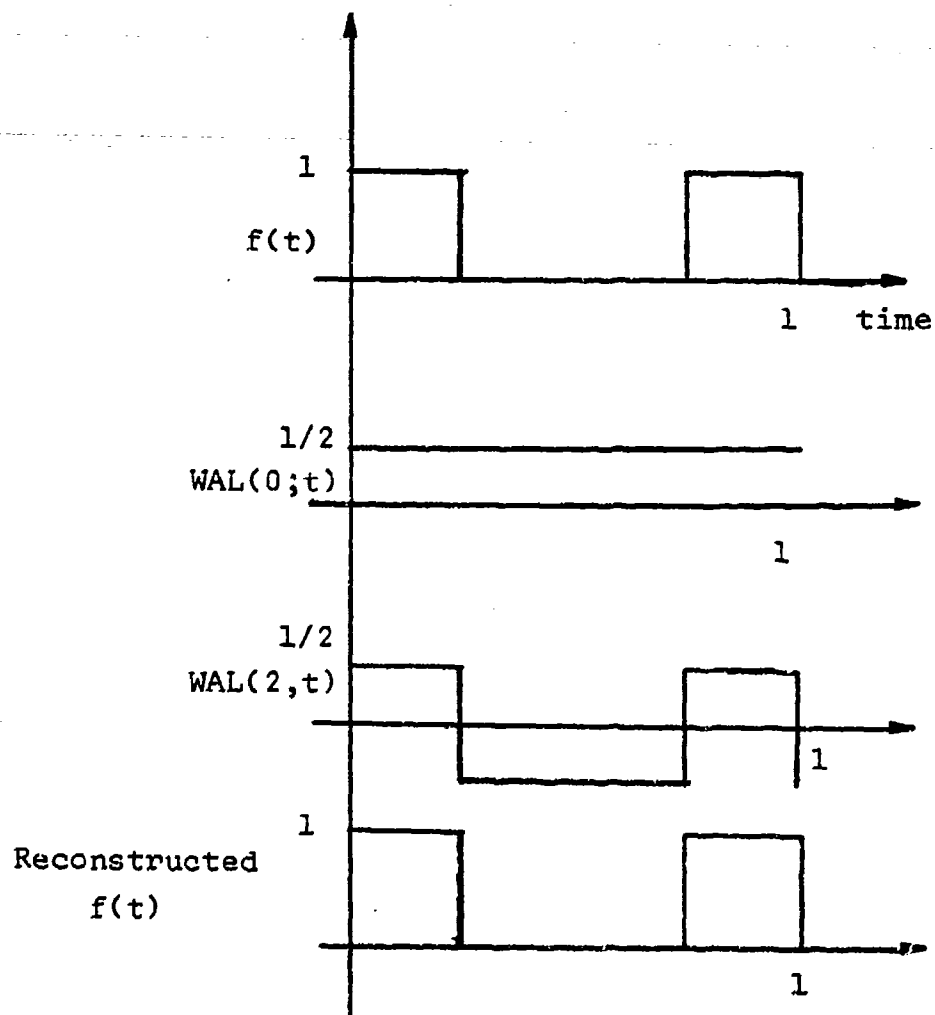 1
f(t)
1 time
1/2
WAL(0;t)
1
1/2
WAL(2,t)
1
1
Reconstructed
f(t)
1